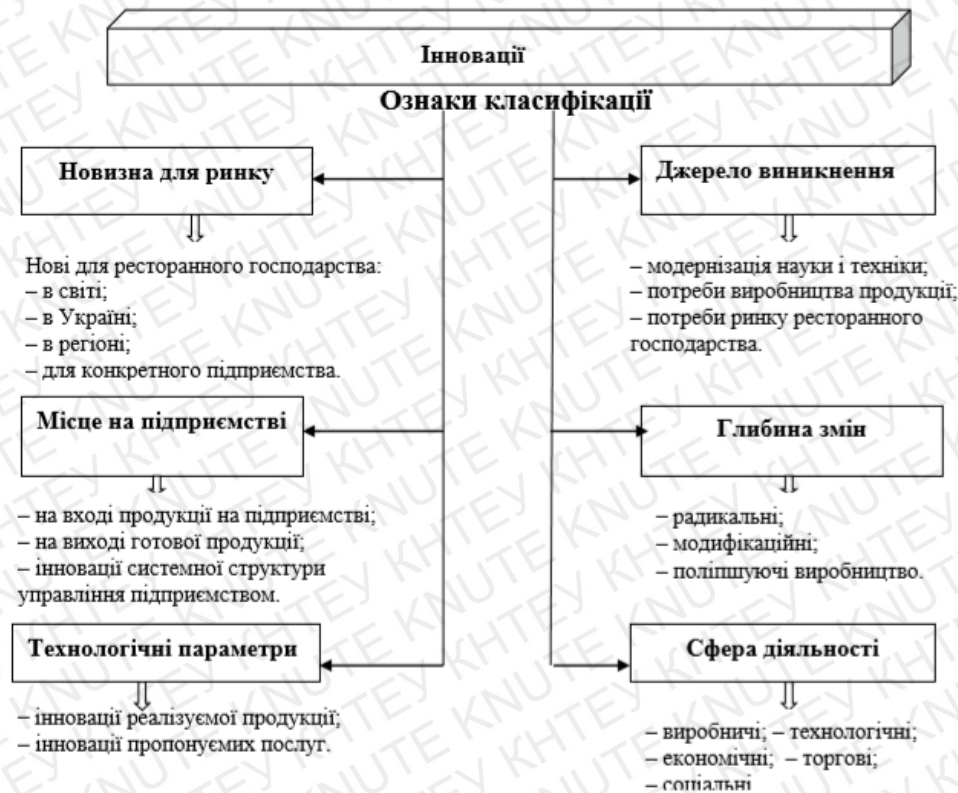 Інновації
Ознаки класифікації
Новизна для ринку
Нові для ресторанного господарства:
– в світі;
– в Україні;
– в регіоні;
– для конкретного підприємства.
Джерело виникнення
– модернізація науки і техніки;
– потреби виробництва продукції;
– потреби ринку ресторанного
господарства.
Місце на підприємстві
– на вході продукції на підприємстві;
– на виході готової продукції;
– інновації системної структури
управління підприємством.
Глибина змін
– радикальні;
– модифікаційні;
– поліпшуючі виробництво.
Технологічні параметри
– інновації реалізуємої продукції;
– інновації пропонуємих послуг.
Сфера діяльності
– виробничі; – технологічні;
– економічні; – торгові;
– соціальні